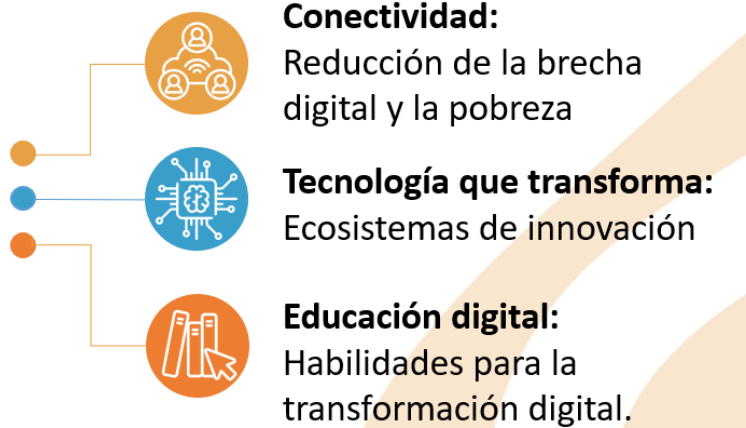 Conectividad:
Reducción de la brecha
digital y la pobreza
Tecnología que transforma:
Ecosistemas de innovación
Educación digital:
Habilidades para la
transformación digital.